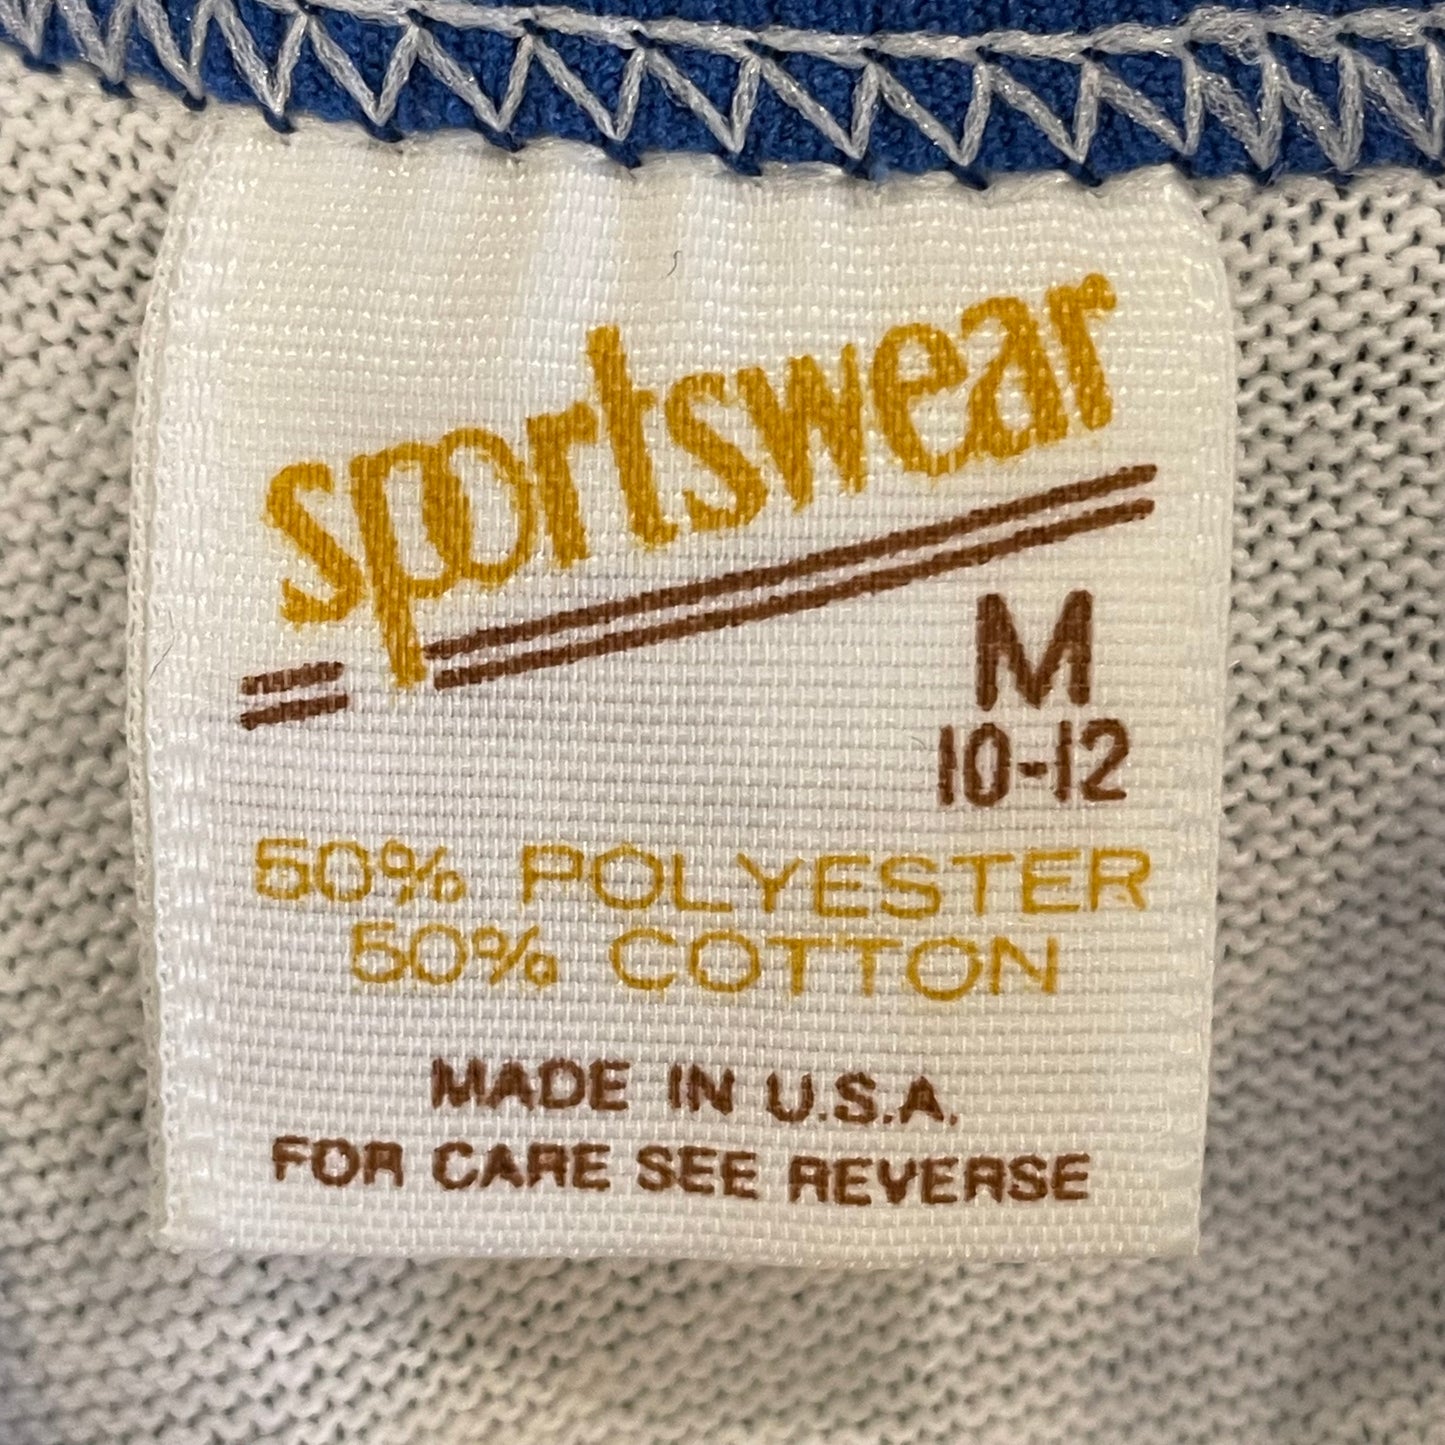 sportswear
M
10-12
50% POLYESTER
50% COTTON
MADE IN U.S.A.
FOR CARE SEE REVERSE